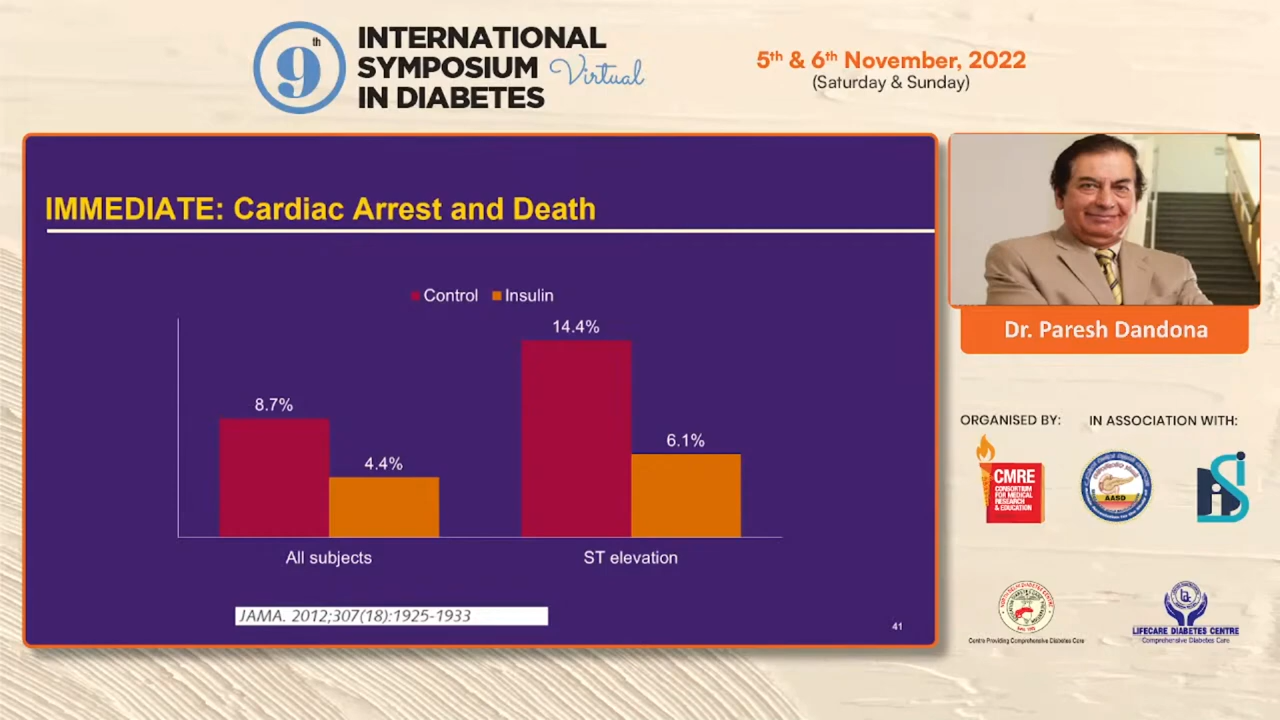 9th
INTERNATIONAL
SYMPOSIUM Virtual
IN DIABETES
5th & 6th November, 2022
(Saturday & Sunday)
IMMEDIATE: Cardiac Arrest and Death
Control Insulin
14.4%
8.7%
6.1%
4.4%
All subjects ST elevation
JAMA. 2012;307(18):1925-1933
41
Dr. Paresh Dandona
ORGANISED BY: IN ASSOCIATION WITH:
CMRE
CONSORTIUM
FOR MEDICAL
RESEARCH
& EDUCATION
AASD
Centre Providing Comprehensive Diabetes Care
LIFECARE DIABETES CENTRE
Comprehensive Diabetes Care